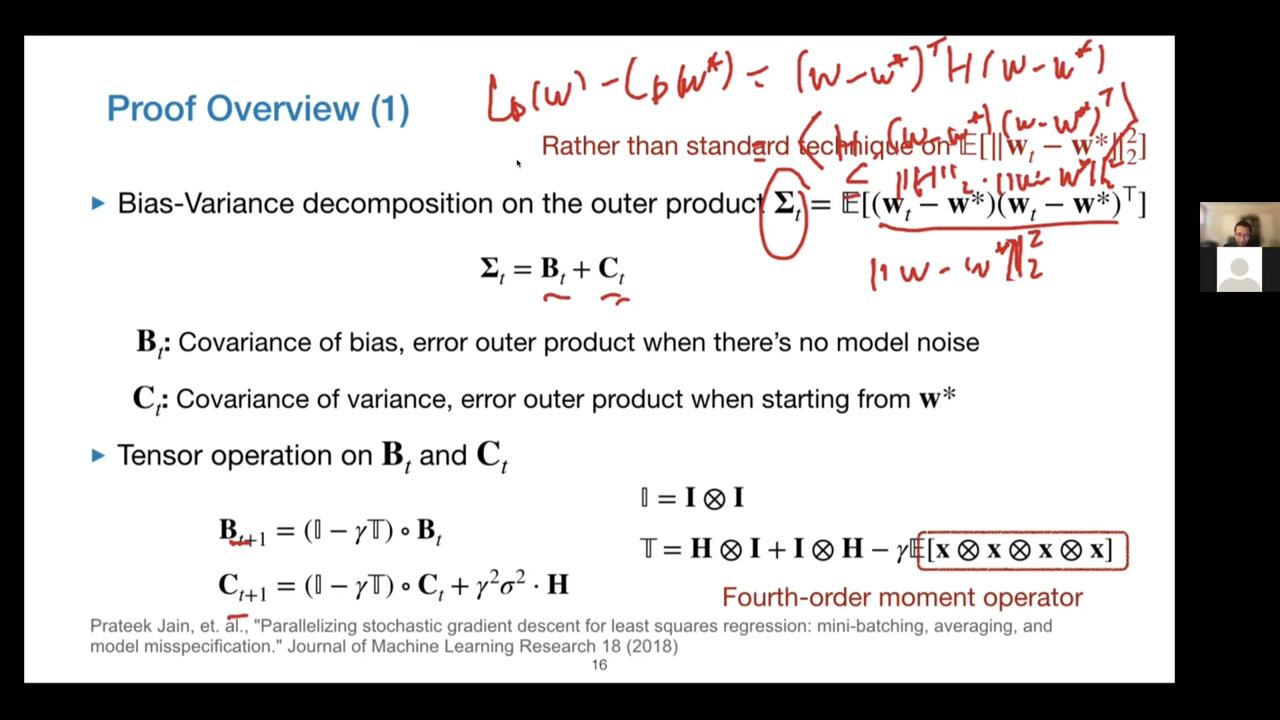 L_D(w) - L_D(w*) = (w-w*)^T H (w-w*)
Proof Overview (1)
= ⟨H, (w-w*)(w-w*)^T⟩
Rather than standard technique on 𝔼[‖w_t − w*‖²₂]
≤ ‖H‖_2 · ‖w-w*‖²₂
▸ Bias-Variance decomposition on the outer product Σ_t = 𝔼[(w_t − w*)(w_t − w*)^⊤]
‖w - w*‖²₂
Σ_t = B_t + C_t
B_t: Covariance of bias, error outer product when there's no model noise
C_t: Covariance of variance, error outer product when starting from w*
▸ Tensor operation on B_t and C_t
𝕀 = I ⊗ I
B_{t+1} = (𝕀 − γ𝕋) ∘ B_t
𝕋 = H ⊗ I + I ⊗ H − γ𝔼[x ⊗ x ⊗ x ⊗ x]
C_{t+1} = (𝕀 − γ𝕋) ∘ C_t + γ²σ² · H
Fourth-order moment operator
Prateek Jain, et. al., "Parallelizing stochastic gradient descent for least squares regression: mini-batching, averaging, and
model misspecification." Journal of Machine Learning Research 18 (2018)
16